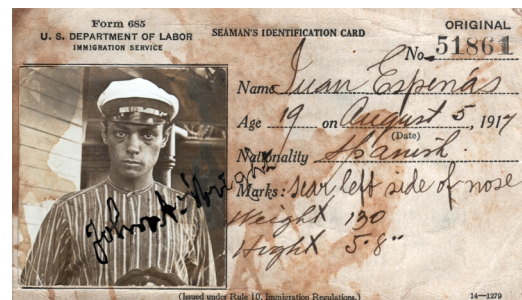 Form 685
U. S. DEPARTMENT OF LABOR
IMMIGRATION SERVICE
SEAMAN'S IDENTIFICATION CARD
ORIGINAL
No. 51861
Name Juan Espinás
Age 19 on August 5, 1917
(Date)
Nationality Spanish.
Marks: scar left side of nose
Weight 130
Hight 5.8"
(Issued under Rule 10, Immigration Regulations.)
14—1279